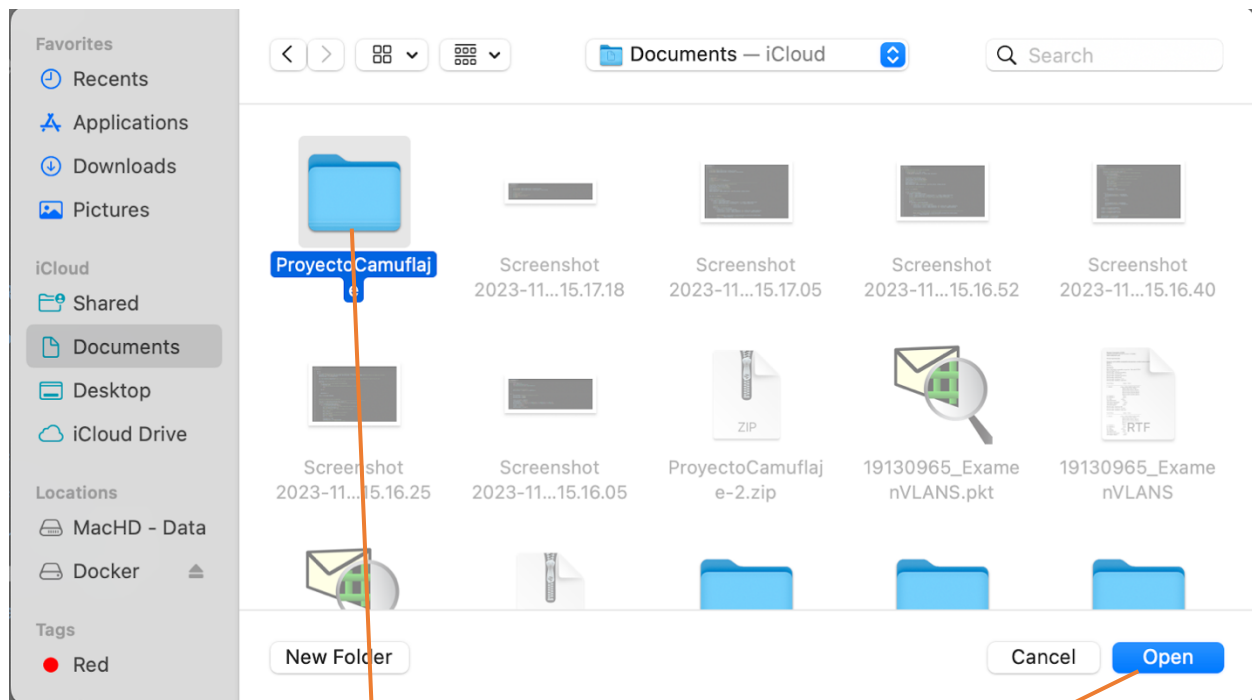 Favorites
Recents
Applications
Downloads
Pictures
iCloud
Shared
Documents
Desktop
iCloud Drive
Locations
MacHD - Data
Docker
Tags
Red
Documents — iCloud
Search
ProyectoCamuflaj
e
Screenshot
2023-11...15.17.18
Screenshot
2023-11...15.17.05
Screenshot
2023-11...15.16.52
Screenshot
2023-11...15.16.40
Screenshot
2023-11...15.16.25
Screenshot
2023-11...15.16.05
ZIP
ProyectoCamuflaj
e-2.zip
19130965_Exame
nVLANS.pkt
RTF
19130965_Exame
nVLANS
New Folder
Cancel
Open